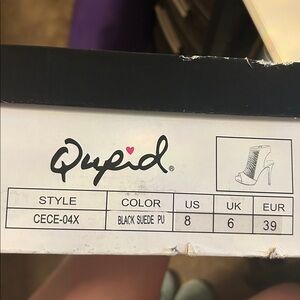 Qupid®
STYLE COLOR US UK EUR
CECE-04X BLACK SUEDE PU 8 6 39